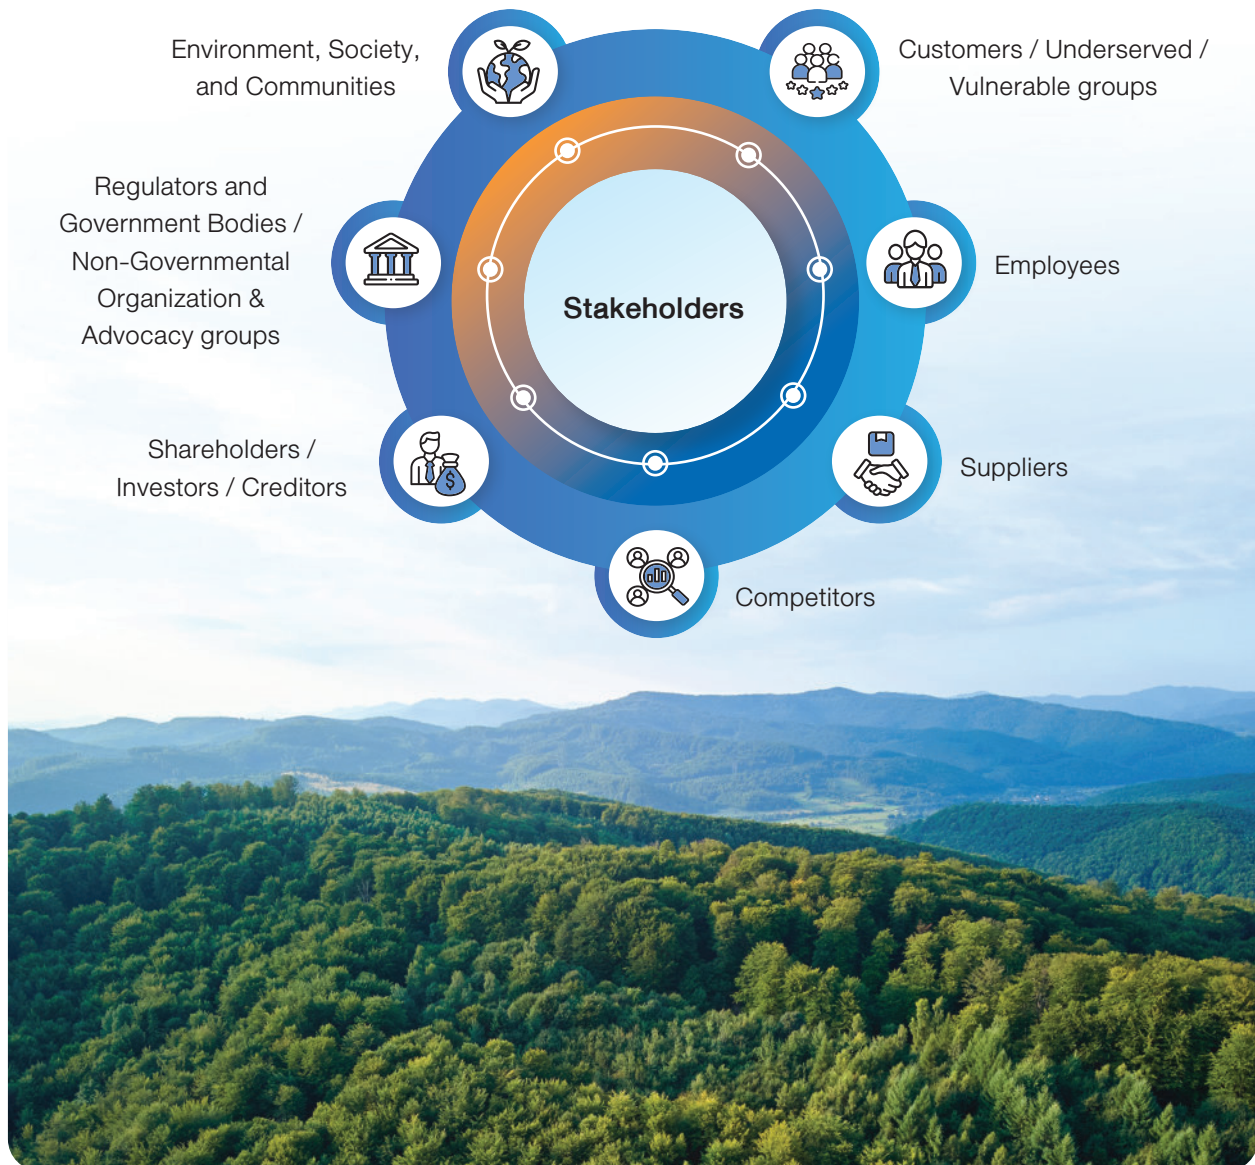 Environment, Society,
and Communities
Customers / Underserved /
Vulnerable groups
Regulators and
Government Bodies /
Non-Governmental
Organization &
Advocacy groups
Employees
Stakeholders
Shareholders /
Investors / Creditors
Suppliers
Competitors